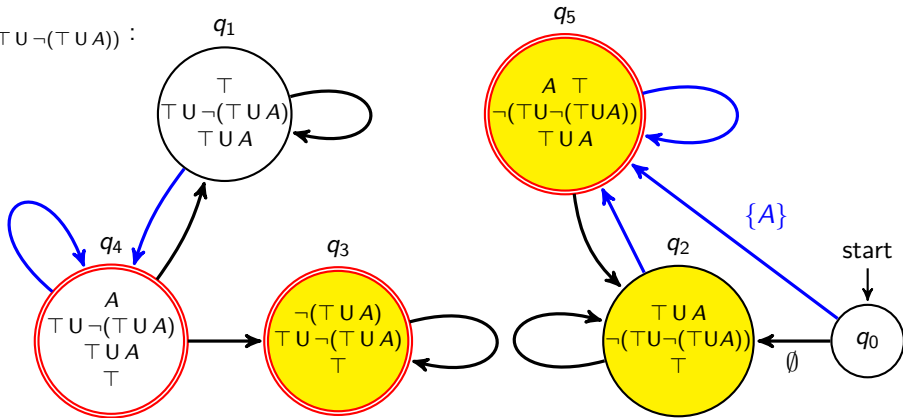 ⊤ U ¬(⊤ U A)) :
q1
⊤
⊤ U ¬(⊤ U A)
⊤ U A
q5
A ⊤
¬(⊤U¬(⊤UA))
⊤ U A
{A}
q4
A
⊤ U ¬(⊤ U A)
⊤ U A
⊤
q3
¬(⊤ U A)
⊤ U ¬(⊤ U A)
⊤
q2
⊤ U A
¬(⊤U¬(⊤UA))
⊤
start
q0
∅